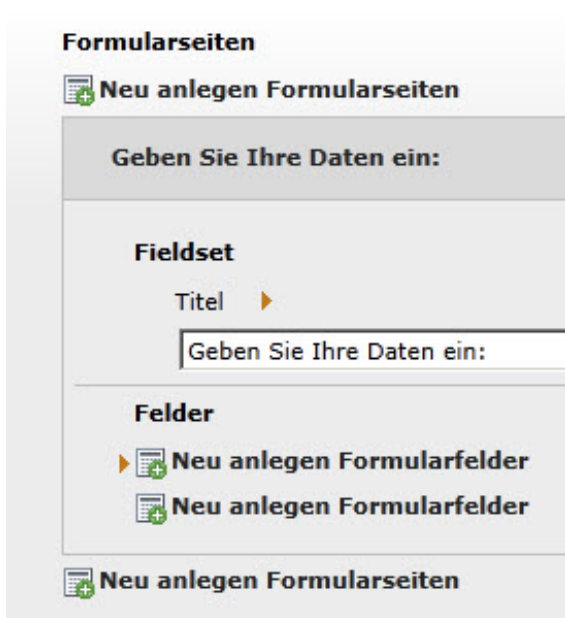 Formularseiten
Neu anlegen Formularseiten
Geben Sie Ihre Daten ein:
Fieldset
Titel
Geben Sie Ihre Daten ein:
Felder
Neu anlegen Formularfelder
Neu anlegen Formularfelder
Neu anlegen Formularseiten